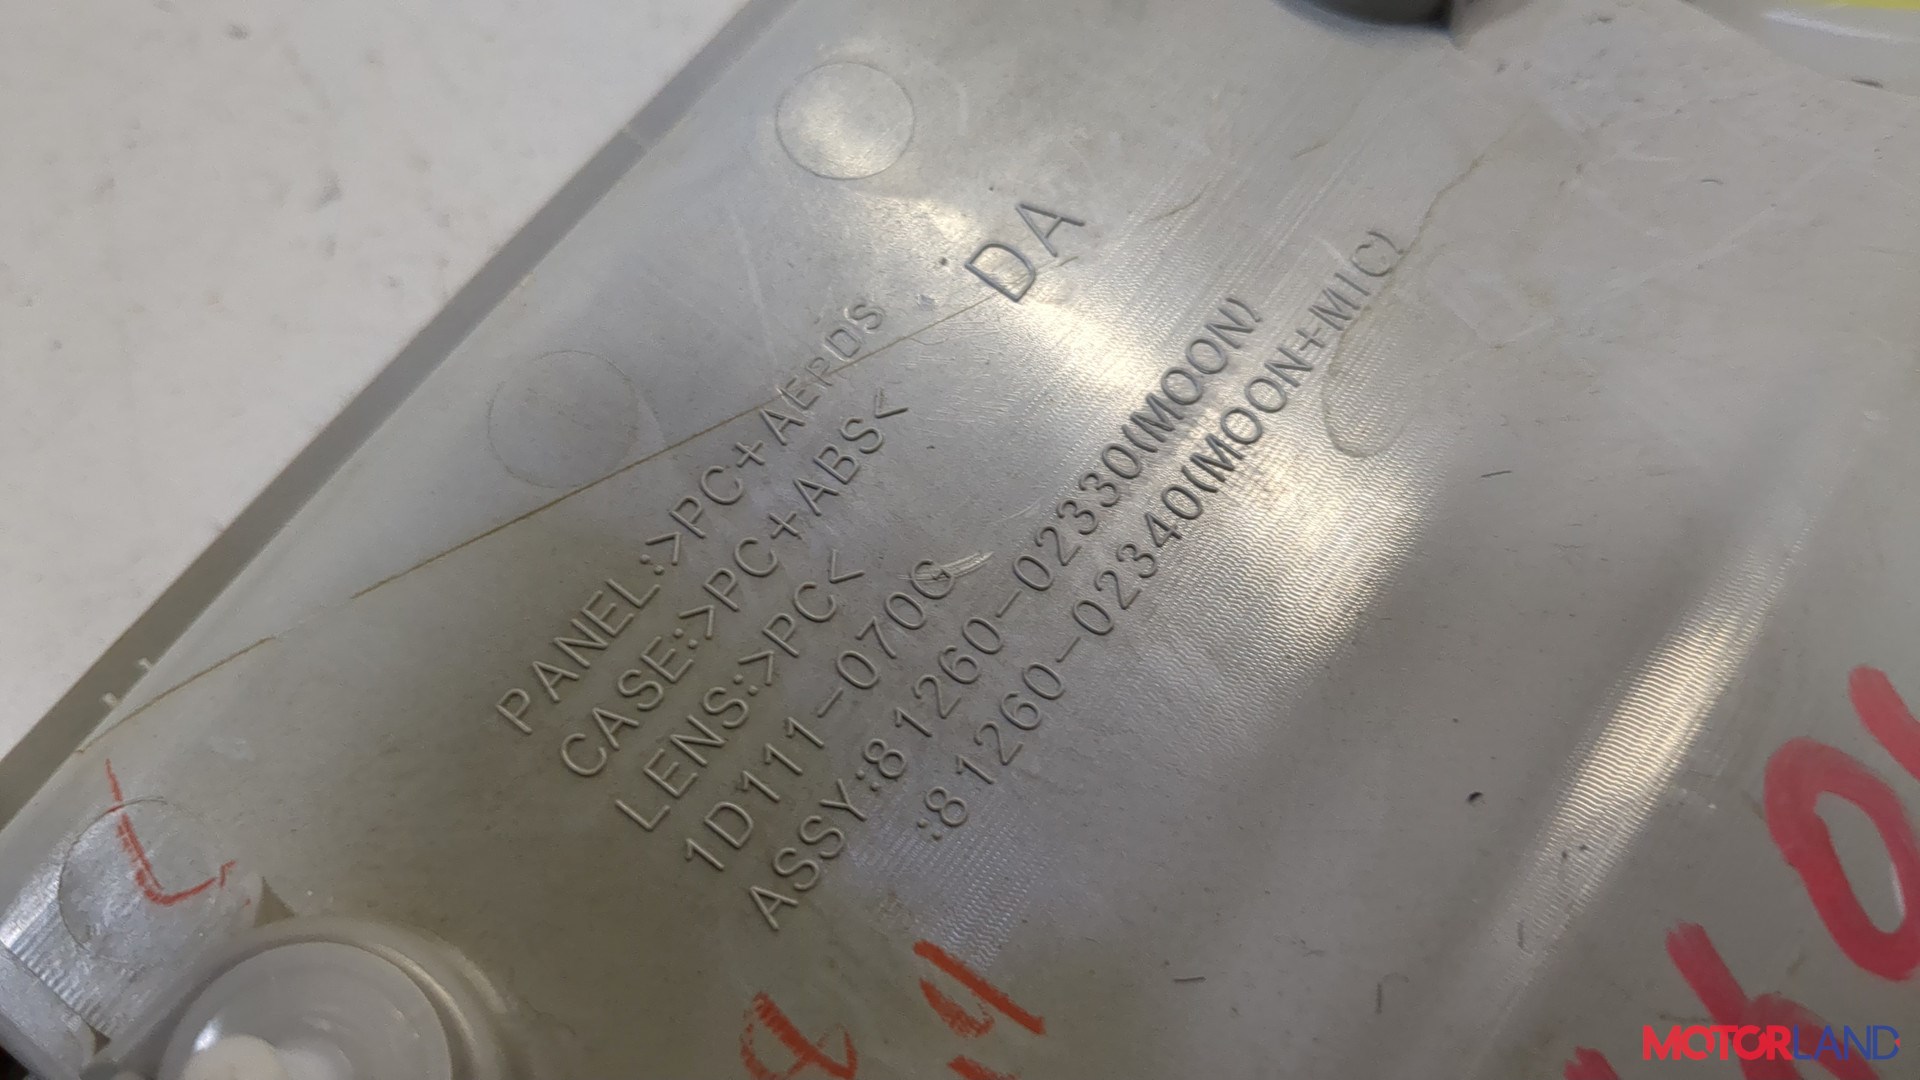 DA
PANEL:>PC+AERDS
CASE:>PC+ABS<
LENS:>PC<
1D111-070G
ASSY:81260-02330(MOON)
:81260-02340(MOON+MIC)
L
MOTORLAND